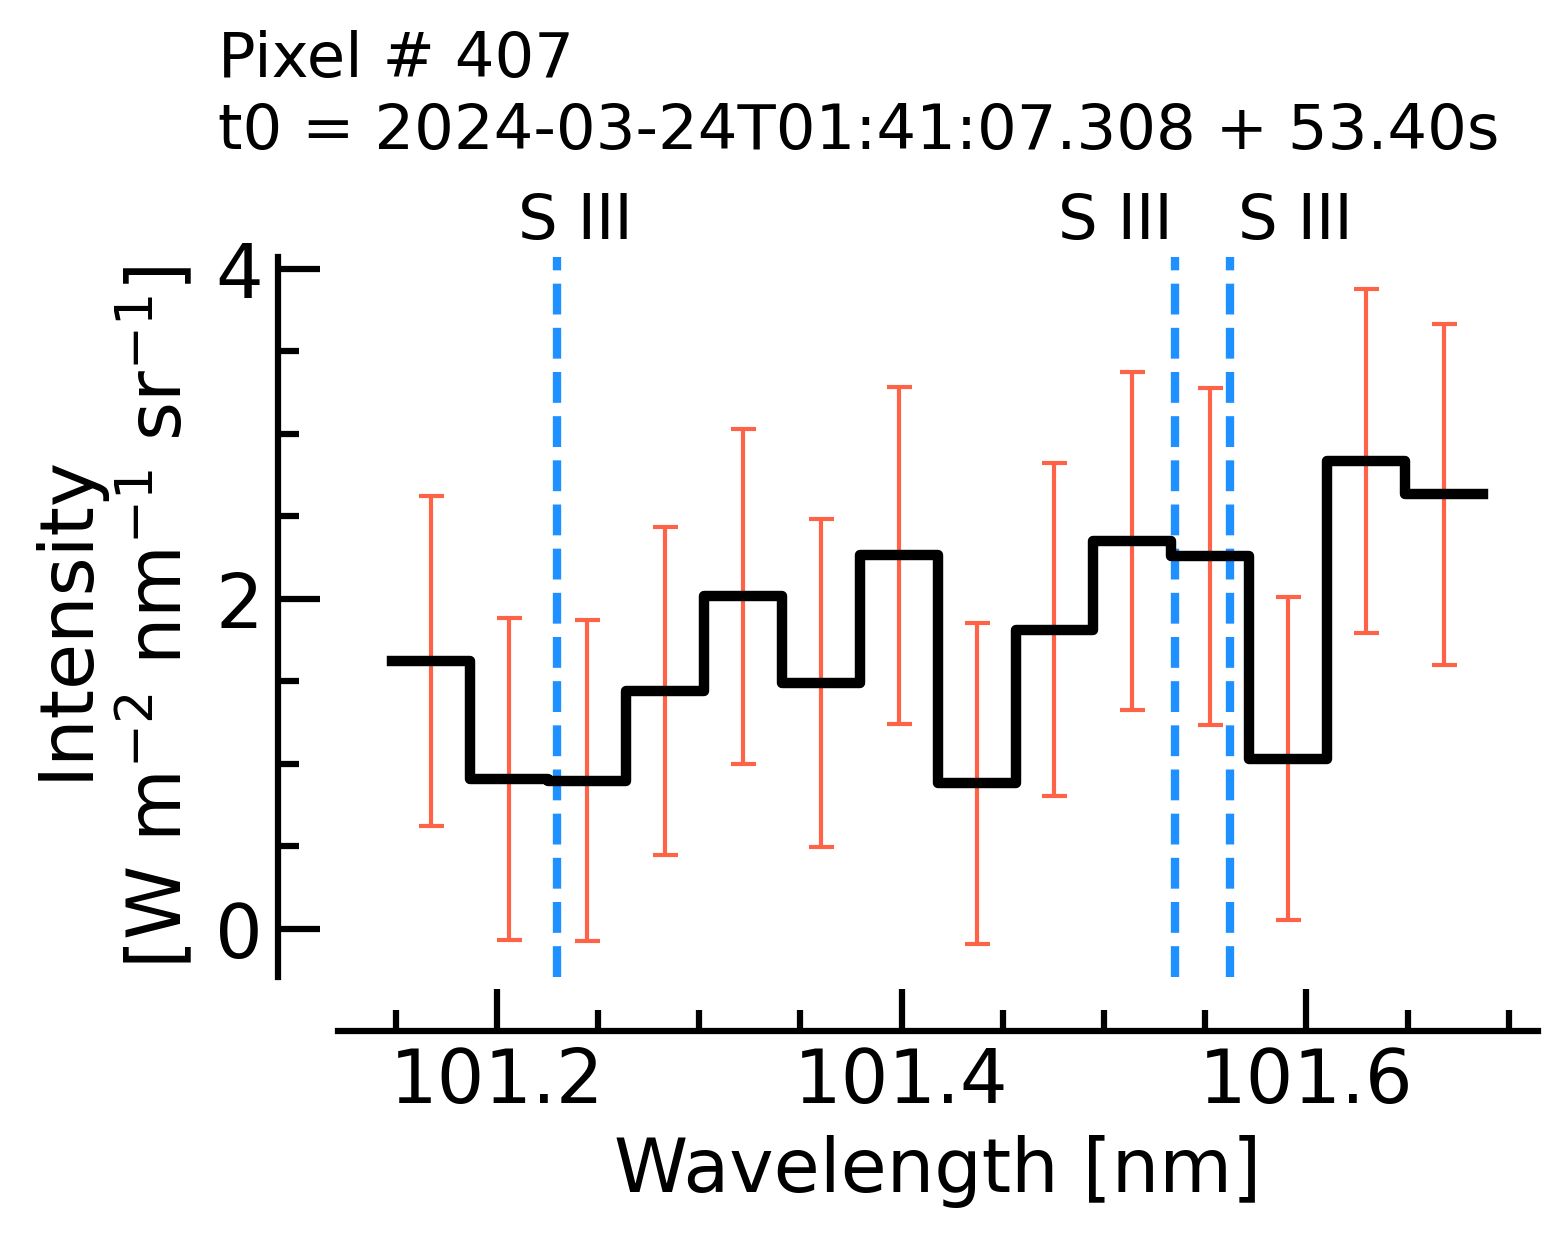 Pixel # 407
t0 = 2024-03-24T01:41:07.308 + 53.40s
S III S III S III
Intensity
[W m⁻² nm⁻¹ sr⁻¹]
4
2
0
101.2 101.4 101.6
Wavelength [nm]